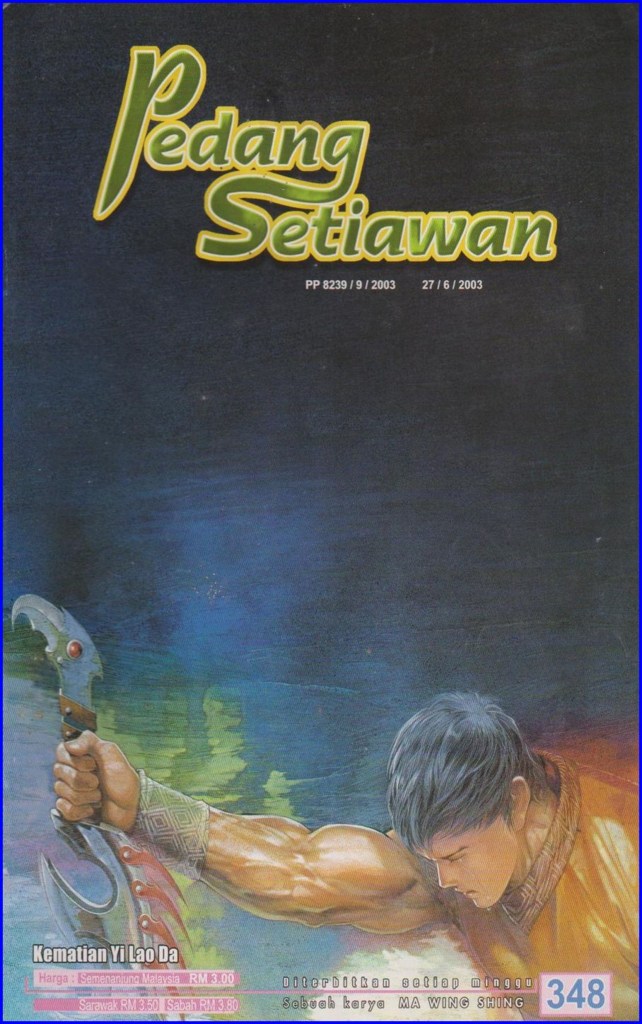 Pedang
Setiawan
PP 8239 / 9 / 2003 27 / 6 / 2003
Kematian Yi Lao Da
Harga : Semenanjung Malaysia RM 3.00
Sarawak RM 3.50 Sabah RM 3.80
Diterbitkan setiap minggu
Sebuah karya MA WING SHING
348